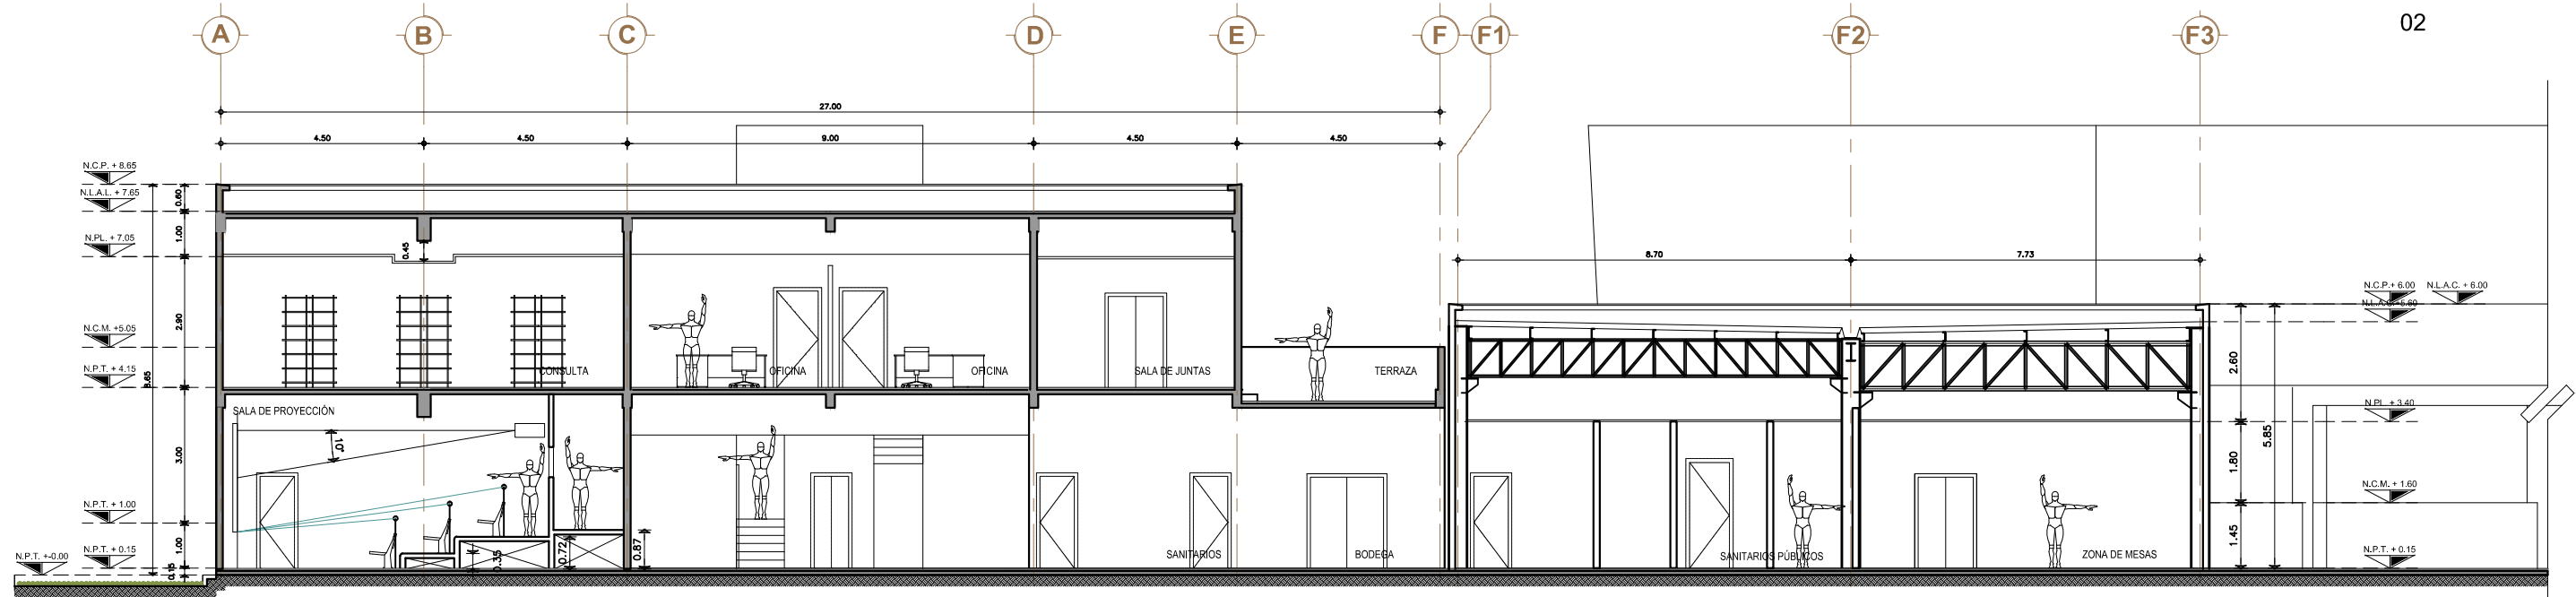 A
B
C
D
E
F
F1
F2
F3
02
27.00
4.50
4.50
9.00
4.50
4.50
8.70
7.73
N.C.P. + 8.65
N.L.A.L. + 7.65
N.PL. + 7.05
N.C.M. +5.05
N.P.T. + 4.15
N.P.T. + 1.00
N.P.T. + 0.15
N.P.T. +-0.00
0.60
1.00
2.90
3.00
1.00
0.15
0.45
CONSULTA
OFICINA
OFICINA
SALA DE JUNTAS
TERRAZA
SALA DE PROYECCIÓN
10°
0.35
0.72
0.87
SANITARIOS
BODEGA
SANITARIOS PÚBLICOS
ZONA DE MESAS
N.C.P.+ 6.00
N.L.A.C. + 6.00
N.PL. + 3.40
N.C.M. + 1.60
N.P.T. + 0.15
2.60
1.80
1.45
5.85